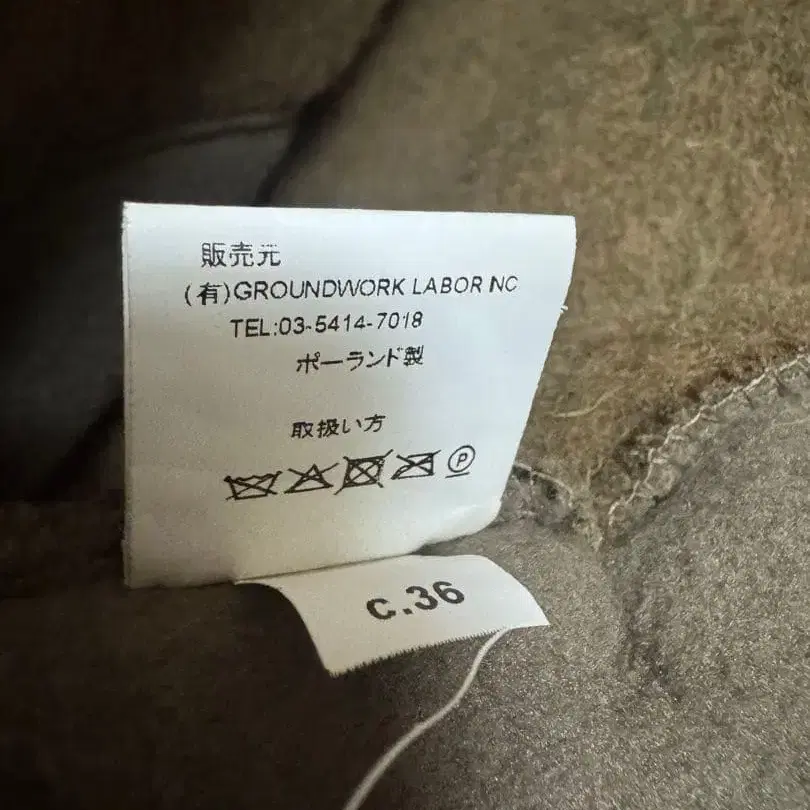 販売元
(有)GROUNDWORK LABOR INC
TEL:03-5414-7018
ポーランド製
取扱い方
P
c.36